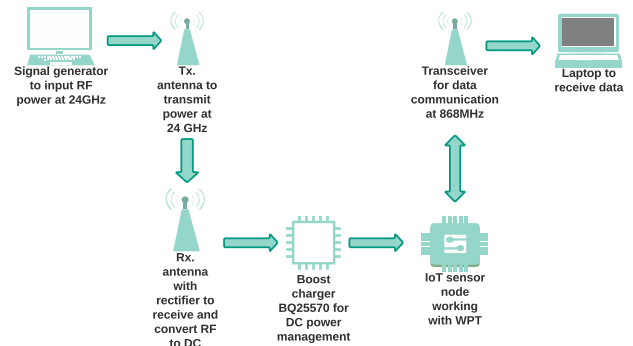 Signal generator
to input RF
power at 24GHz
Tx.
antenna to
transmit
power at
24 GHz
Transceiver
for data
communication
at 868MHz
Laptop to
receive data
Rx.
antenna
with
rectifier to
receive and
convert RF
to DC
Boost
charger
BQ25570 for
DC power
management
IoT sensor
node
working
with WPT